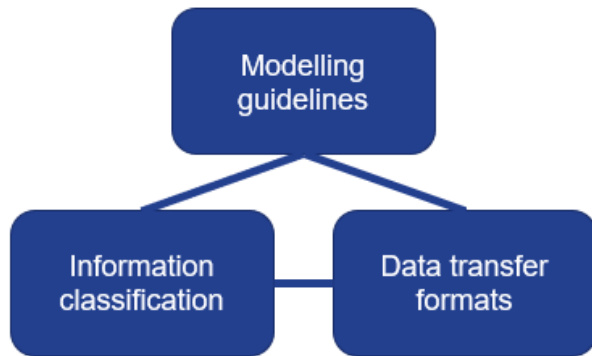 Modelling
guidelines
Information
classification
Data transfer
formats